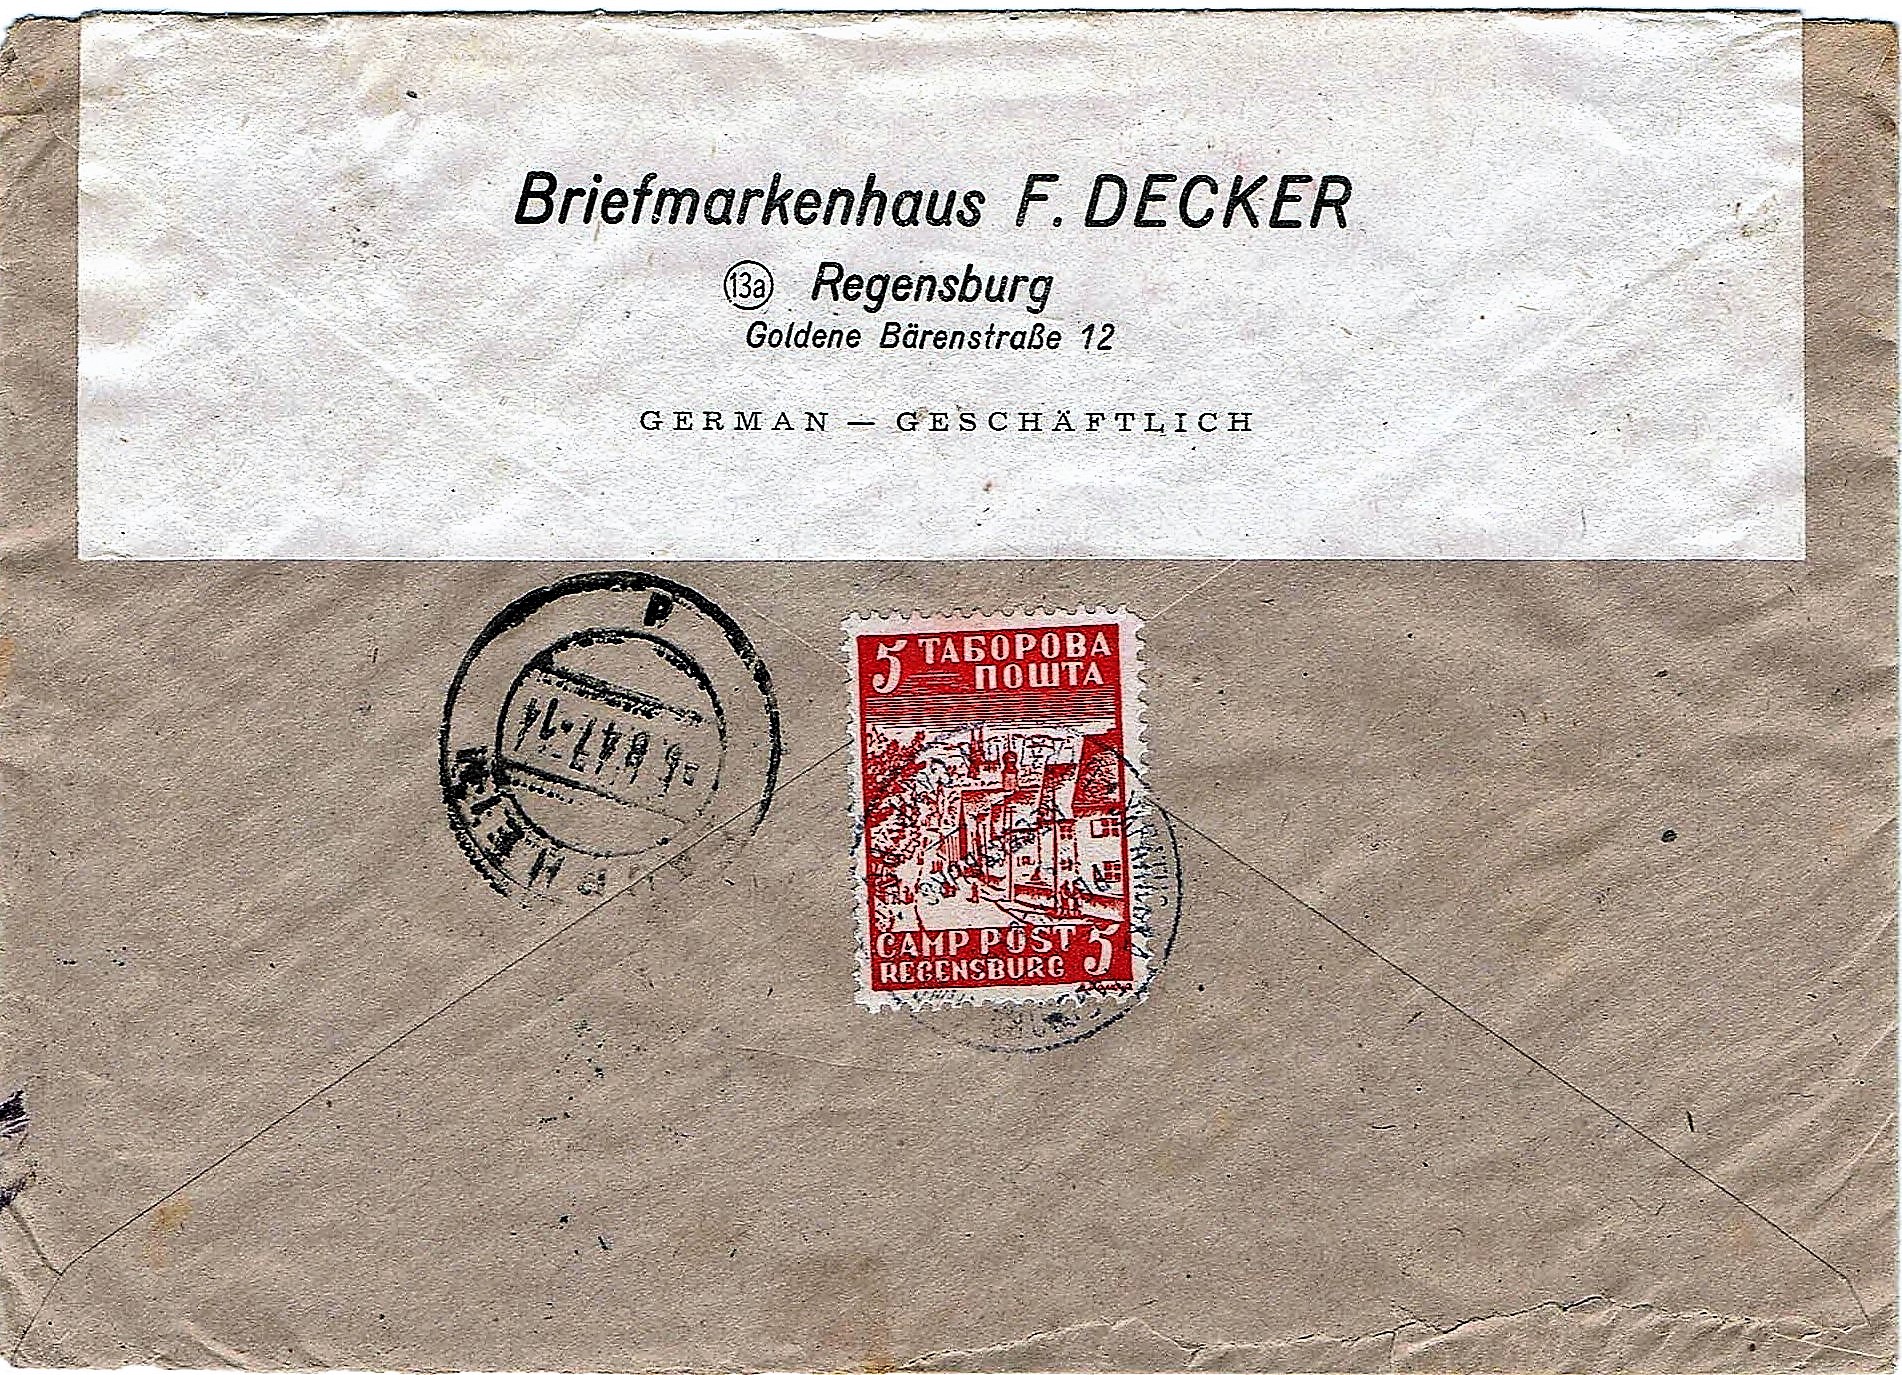 Briefmarkenhaus F. DECKER
13a Regensburg
Goldene Bärenstraße 12
GERMAN — GESCHÄFTLICH
5 ТАБОРОВА
ПОШТА
CAMP POST 5
REGENSBURG